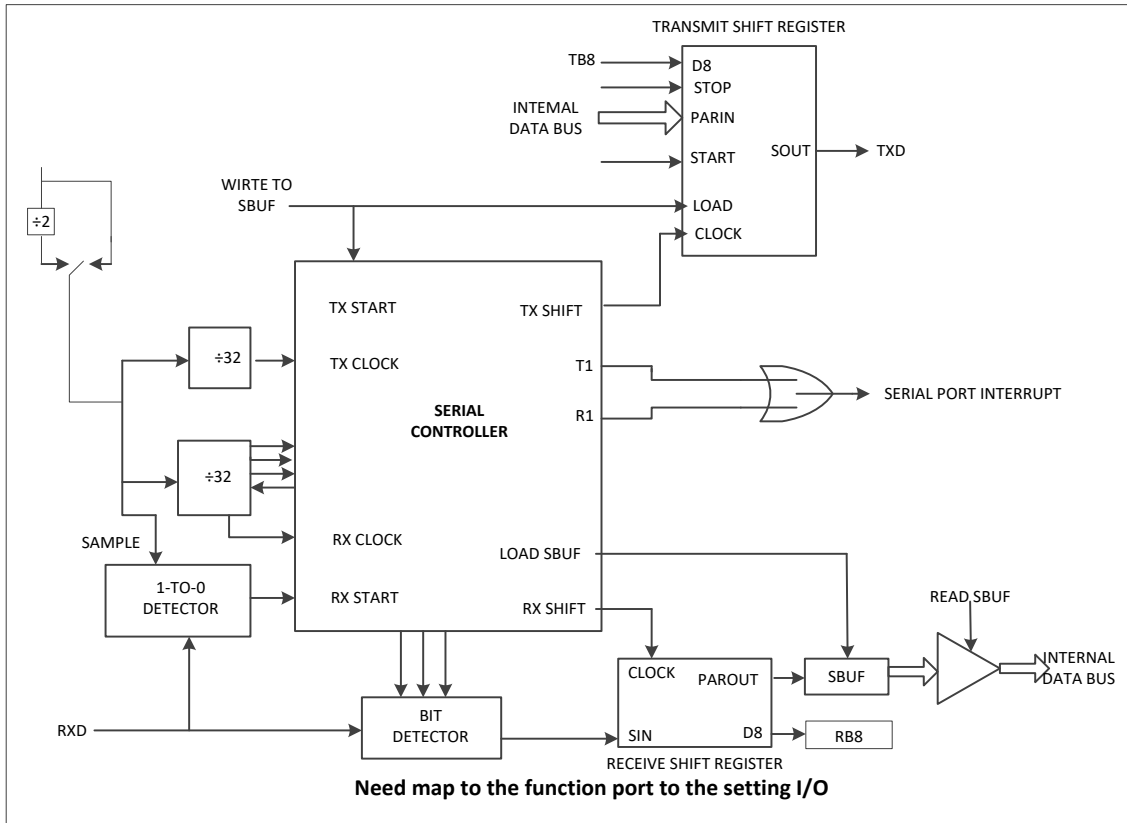 TRANSMIT SHIFT REGISTER
TB8
D8
STOP
INTEMAL
DATA BUS
PARIN
START
SOUT
TXD
WIRTE TO
SBUF
LOAD
CLOCK
÷2
TX START
TX SHIFT
÷32
TX CLOCK
T1
R1
SERIAL PORT INTERRUPT
SERIAL
CONTROLLER
÷32
RX CLOCK
SAMPLE
LOAD SBUF
1-TO-0
DETECTOR
RX START
RX SHIFT
READ SBUF
CLOCK
PAROUT
SBUF
INTERNAL
DATA BUS
RXD
BIT
DETECTOR
SIN
D8
RB8
RECEIVE SHIFT REGISTER
Need map to the function port to the setting I/O